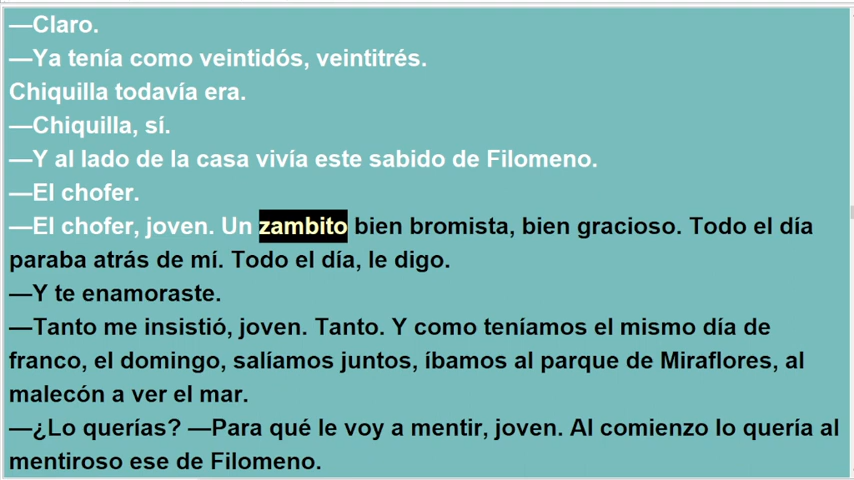 —Claro.
—Ya tenía como veintidós, veintitrés.
Chiquilla todavía era.
—Chiquilla, sí.
—Y al lado de la casa vivía este sabido de Filomeno.
—El chofer.
—El chofer, joven. Un zambito bien bromista, bien gracioso. Todo el día
paraba atrás de mí. Todo el día, le digo.
—Y te enamoraste.
—Tanto me insistió, joven. Tanto. Y como teníamos el mismo día de
franco, el domingo, salíamos juntos, íbamos al parque de Miraflores, al
malecón a ver el mar.
—¿Lo querías? —Para qué le voy a mentir, joven. Al comienzo lo quería al
mentiroso ese de Filomeno.